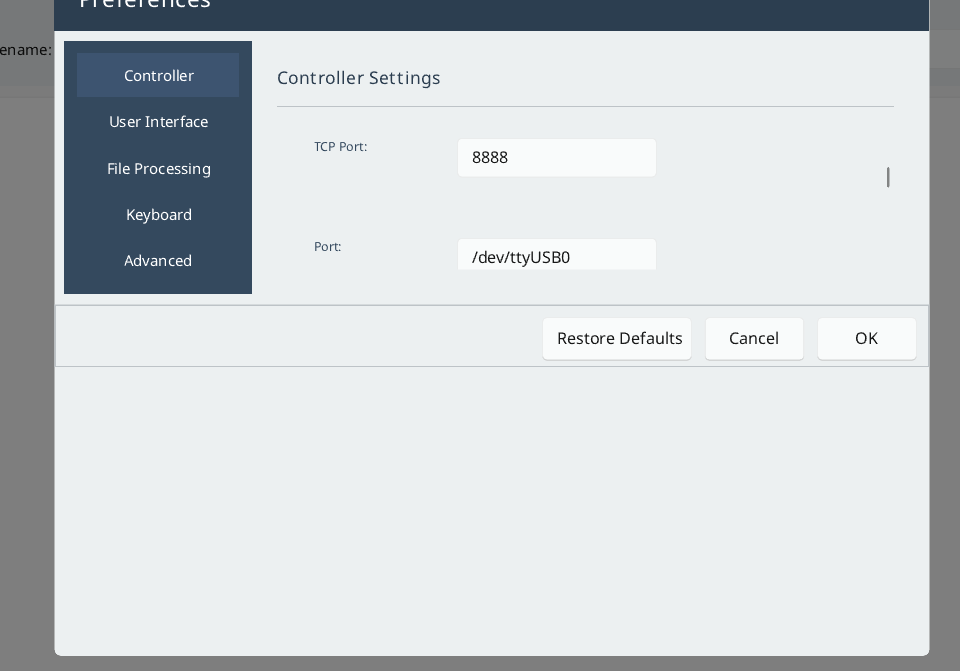 Preferences
ename:
Controller
User Interface
File Processing
Keyboard
Advanced
Controller Settings
TCP Port:
8888
Port:
/dev/ttyUSB0
Restore Defaults
Cancel
OK